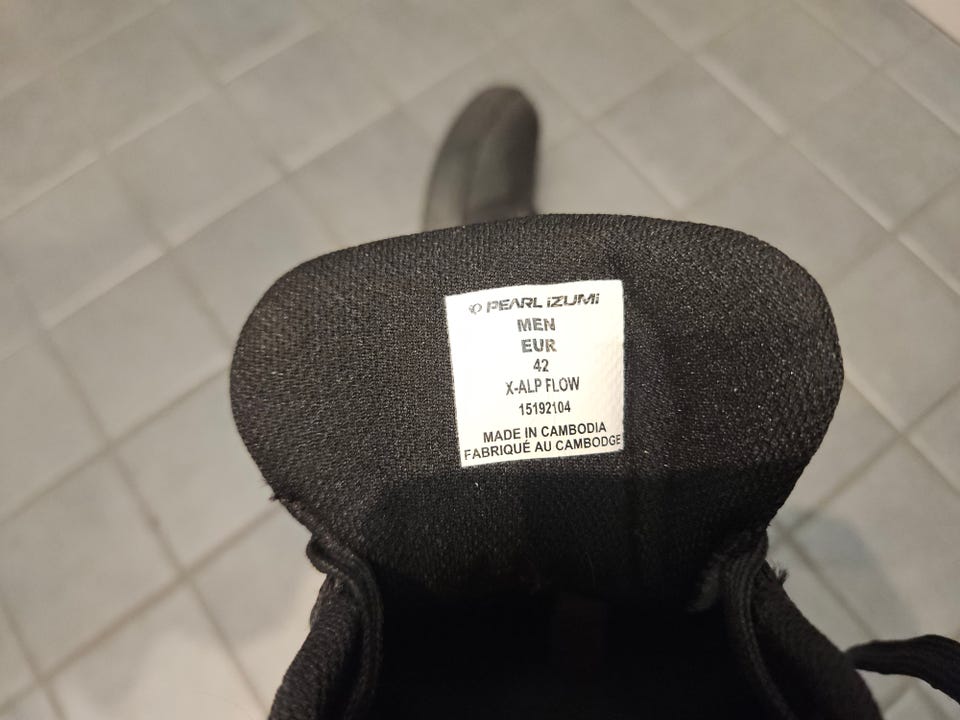 PEARL iZUMi
MEN
EUR
42
X-ALP FLOW
15192104
MADE IN CAMBODIA
FABRIQUÉ AU CAMBODGE